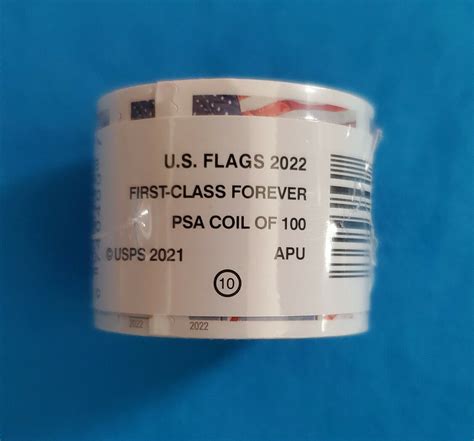 U.S. FLAGS 2022
FIRST-CLASS FOREVER
PSA COIL OF 100
©USPS 2021 APU
10
2022 2022